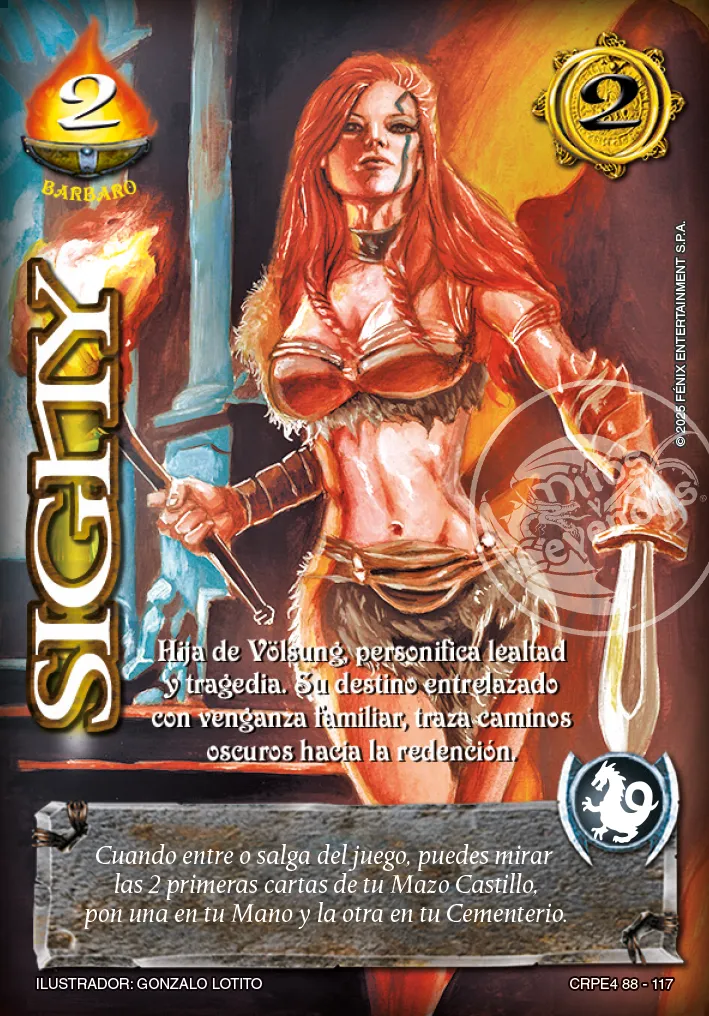 2
2
BARBARO
SIGNY
© 2025 FÉNIX ENTERTAINMENT S.P.A.
Mitos
y
Leyendas
Hija de Völsung, personifica lealtad
y tragedia. Su destino entrelazado
con venganza familiar, traza caminos
oscuros hacia la redención.
Cuando entre o salga del juego, puedes mirar
las 2 primeras cartas de tu Mazo Castillo,
pon una en tu Mano y la otra en tu Cementerio.
ILUSTRADOR: GONZALO LOTITO
CRPE4 88 - 117